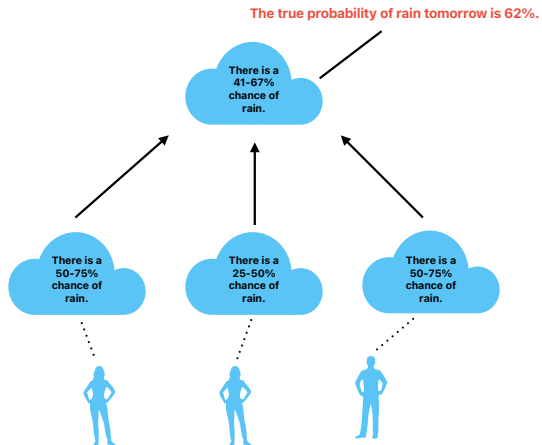 The true probability of rain tomorrow is 62%.
There is a
41-67%
chance of
rain.
There is a
50-75%
chance of
rain.
There is a
25-50%
chance of
rain.
There is a
50-75%
chance of
rain.